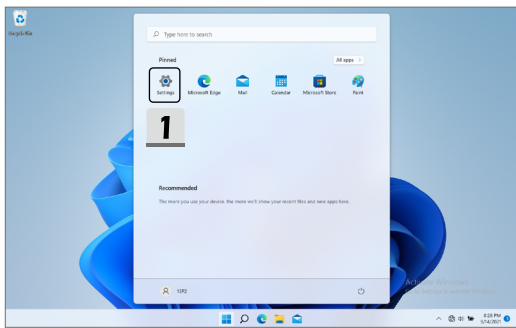 Recycle Bin
Type here to search
Pinned
All apps >
Settings
Microsoft Edge
Mail
Calendar
Microsoft Store
Paint
1
Recommended
The more you use your device, the more we'll show your recent files and new apps here.
Activate Windows
8:28 PM
5/14/2021